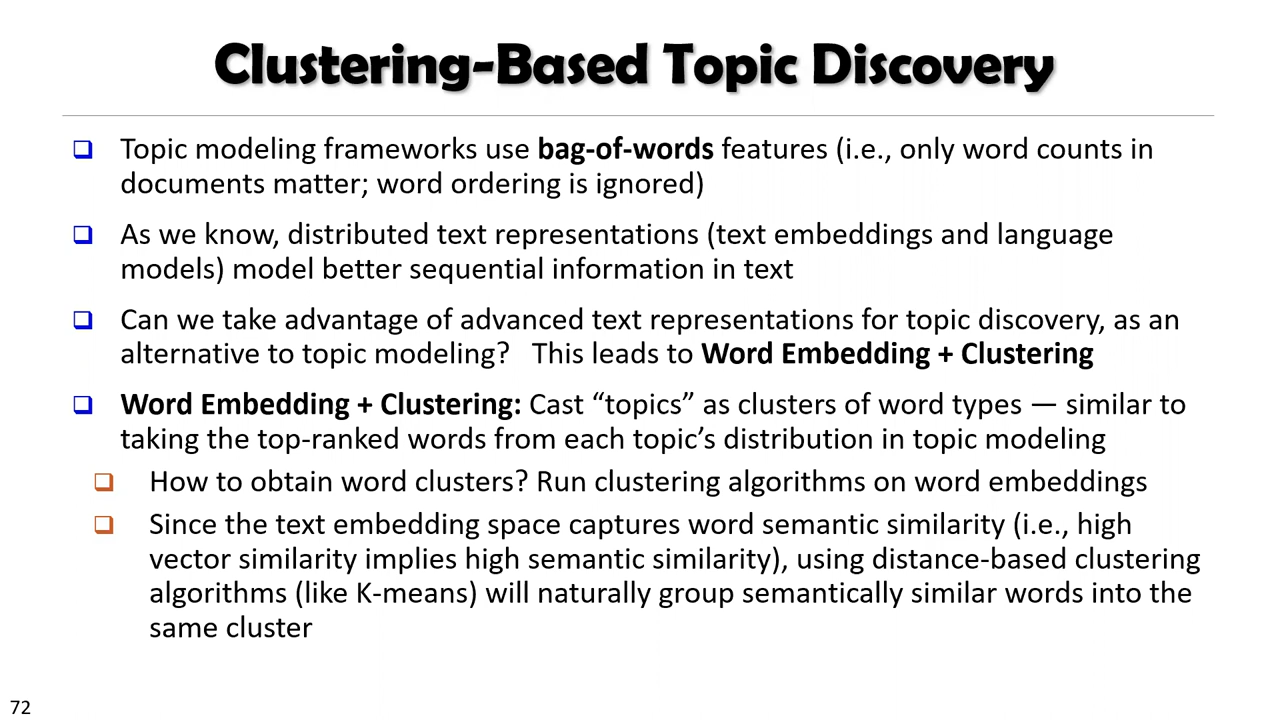 Clustering-Based Topic Discovery
Topic modeling frameworks use bag-of-words features (i.e., only word counts in
documents matter; word ordering is ignored)
As we know, distributed text representations (text embeddings and language
models) model better sequential information in text
Can we take advantage of advanced text representations for topic discovery, as an
alternative to topic modeling? This leads to Word Embedding + Clustering
Word Embedding + Clustering: Cast “topics” as clusters of word types — similar to
taking the top-ranked words from each topic’s distribution in topic modeling
How to obtain word clusters? Run clustering algorithms on word embeddings
Since the text embedding space captures word semantic similarity (i.e., high
vector similarity implies high semantic similarity), using distance-based clustering
algorithms (like K-means) will naturally group semantically similar words into the
same cluster
72